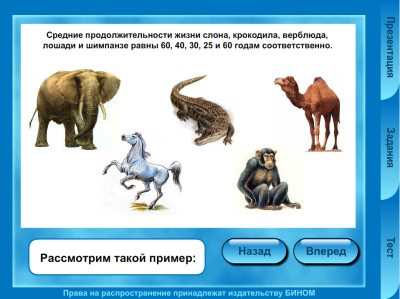 Средние продолжительности жизни слона, крокодила, верблюда,
лошади и шимпанзе равны 60, 40, 30, 25 и 60 годам соответственно.
Презентация
Задания
Тест
Рассмотрим такой пример:
Назад
Вперед
Права на распространение принадлежат издательству БИНОМ